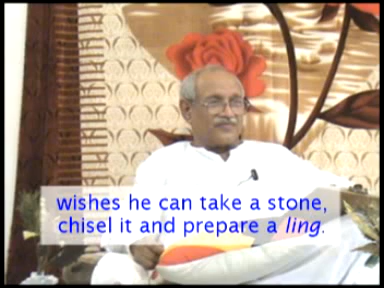 wishes he can take a stone,
chisel it and prepare a ling.